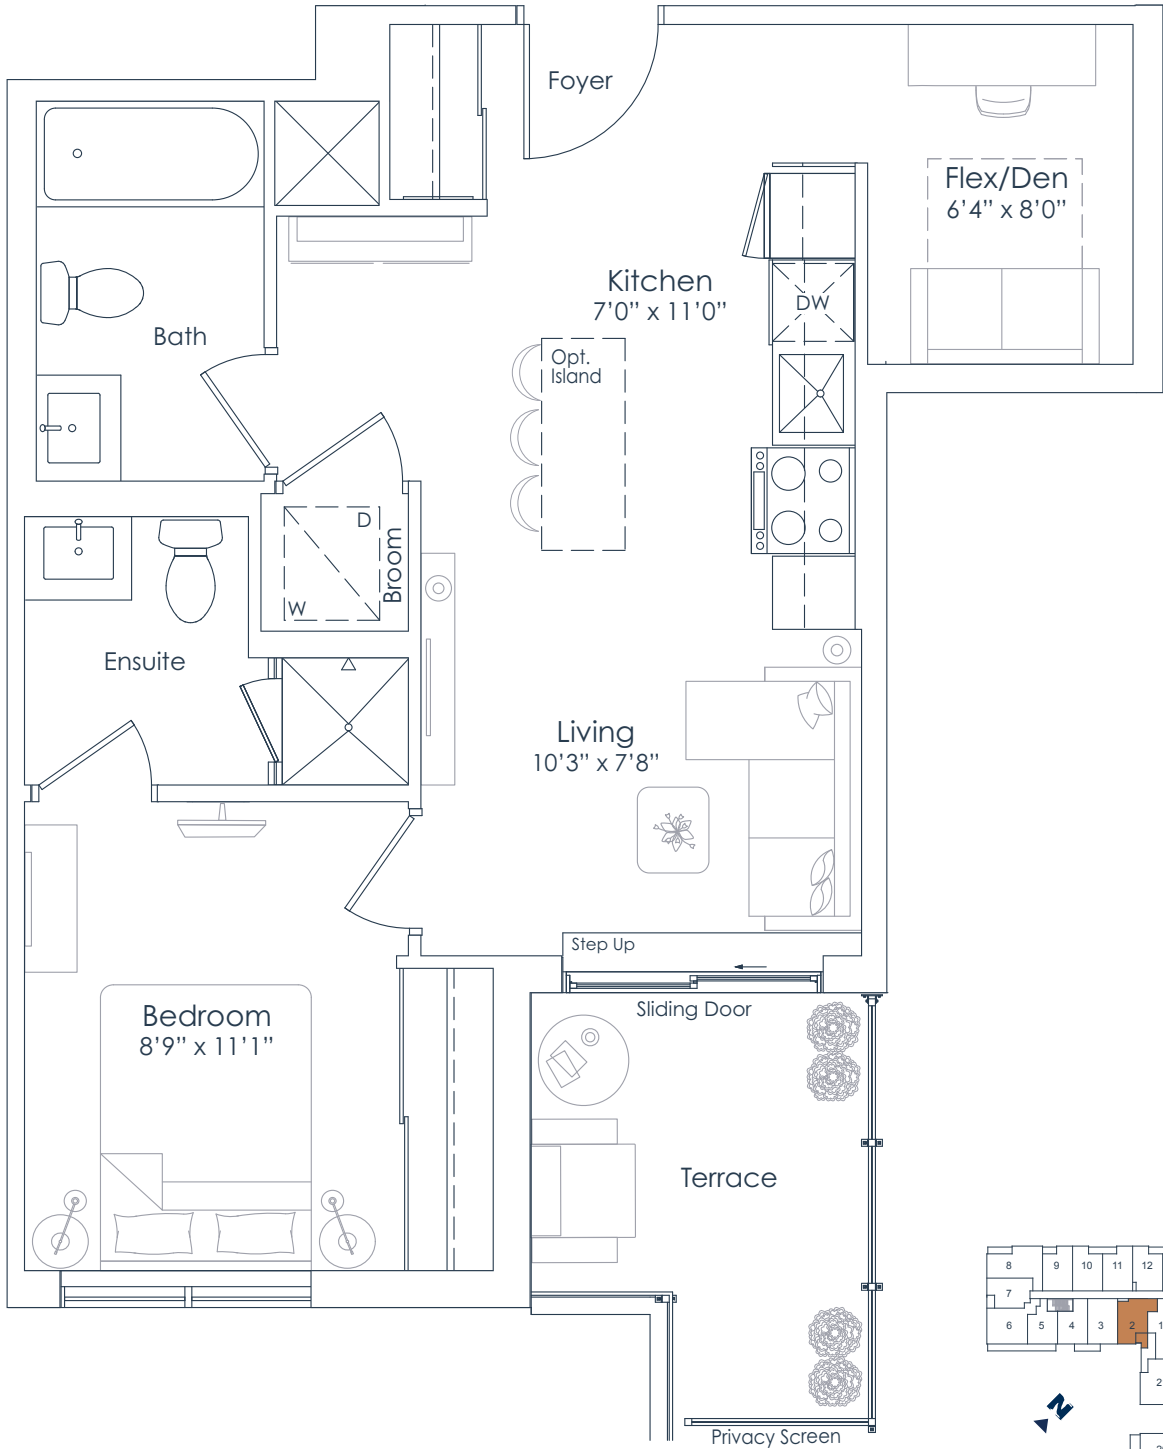 Foyer
Flex/Den
6’4” x 8’0”
Kitchen
7’0” x 11’0”
DW
Bath
Opt.
Island
D
W
Broom
Ensuite
Living
10’3” x 7’8”
Step Up
Sliding Door
Bedroom
8’9” x 11’1”
Terrace
Privacy Screen
8
9
10
11
12
7
6
5
4
3
2
1
2
N